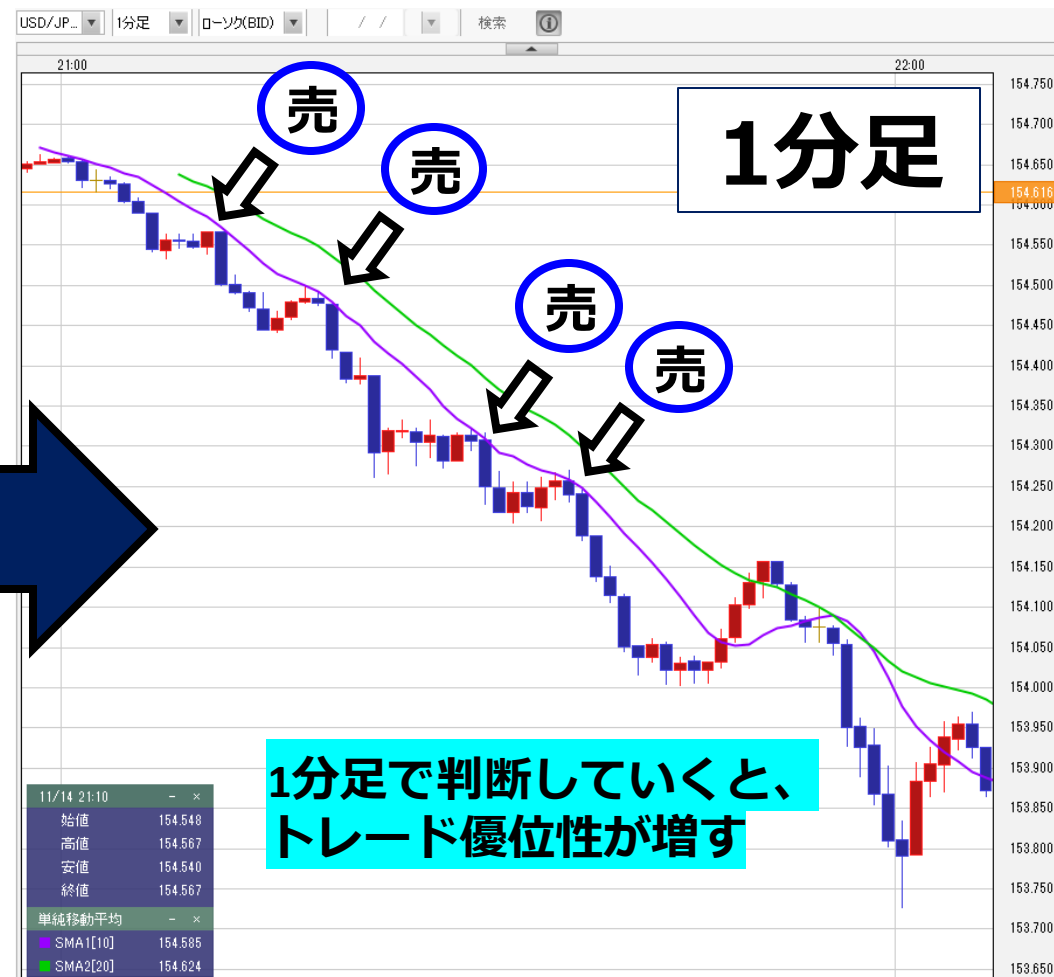 USD/JP... 1分足 ローソク(BID) / / 検索
21:00 22:00
売
売
売
売
1分足
154.750
154.700
154.650
154.616
154.600
154.550
154.500
154.450
154.400
154.350
154.300
154.250
154.200
154.150
154.100
154.050
154.000
153.950
153.900
153.850
153.800
153.750
153.700
153.650
1分足で判断していくと、
トレード優位性が増す
11/14 21:10 - ×
始値 154.548
高値 154.567
安値 154.540
終値 154.567
単純移動平均 - ×
SMA1[10] 154.585
SMA2[20] 154.624